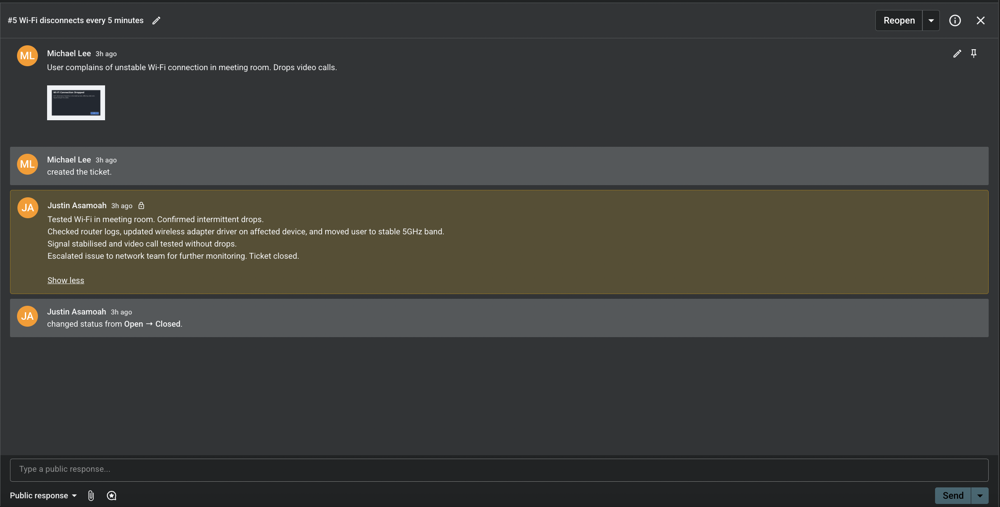 #5 Wi-Fi disconnects every 5 minutes
Reopen
ML
Michael Lee 3h ago
User complains of unstable Wi-Fi connection in meeting room. Drops video calls.
Wi-Fi Connection Dropped
ML
Michael Lee 3h ago
created the ticket.
JA
Justin Asamoah 3h ago
Tested Wi-Fi in meeting room. Confirmed intermittent drops.
Checked router logs, updated wireless adapter driver on affected device, and moved user to stable 5GHz band.
Signal stabilised and video call tested without drops.
Escalated issue to network team for further monitoring. Ticket closed.
Show less
JA
Justin Asamoah 3h ago
changed status from Open → Closed.
Type a public response...
Public response
Send